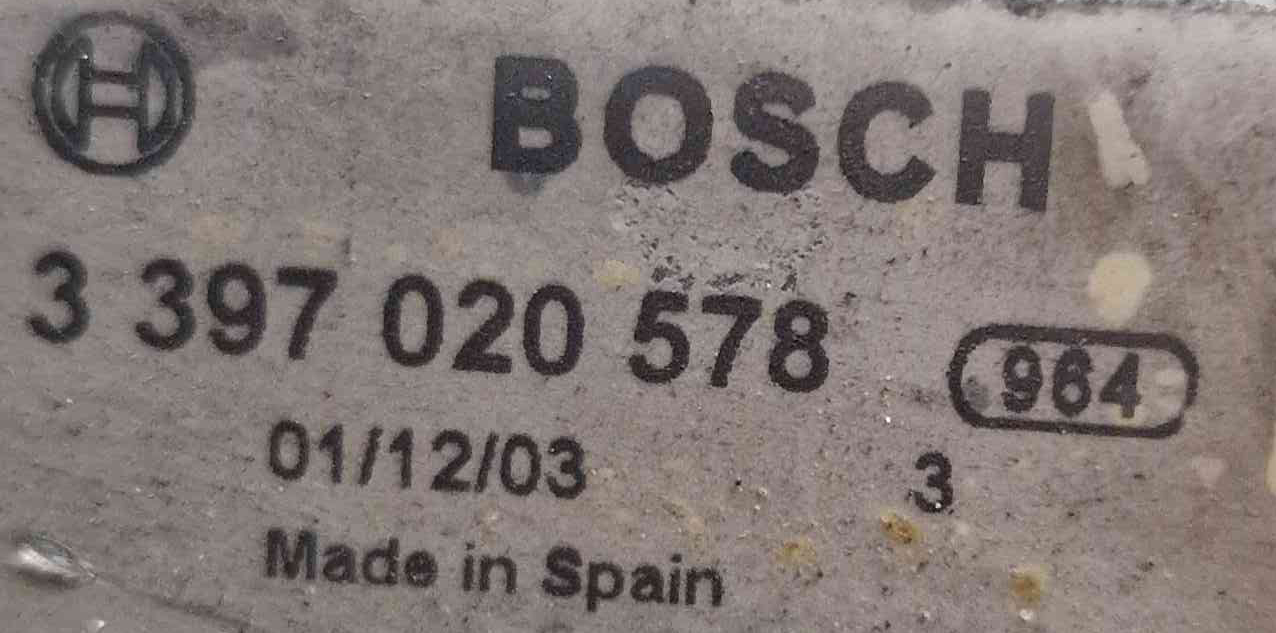 BOSCH
3 397 020 578 964
01/12/03 3
Made in Spain